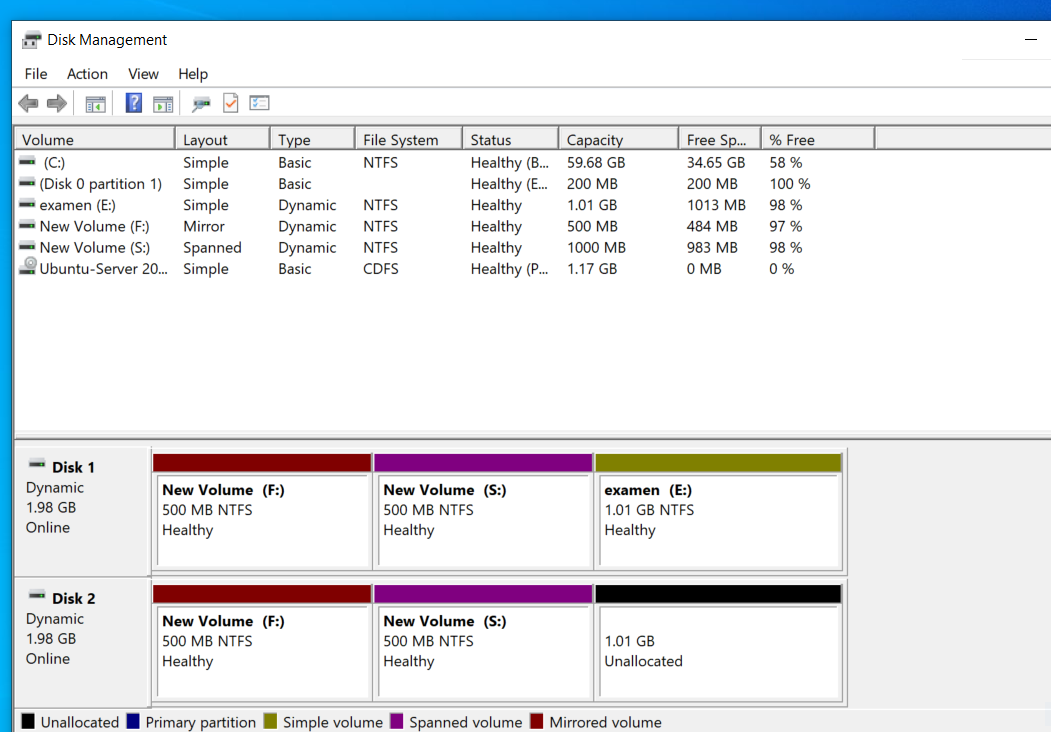 Disk Management
File Action View Help
Volume Layout Type File System Status Capacity Free Sp... % Free
(C:) Simple Basic NTFS Healthy (B... 59.68 GB 34.65 GB 58 %
(Disk 0 partition 1) Simple Basic Healthy (E... 200 MB 200 MB 100 %
examen (E:) Simple Dynamic NTFS Healthy 1.01 GB 1013 MB 98 %
New Volume (F:) Mirror Dynamic NTFS Healthy 500 MB 484 MB 97 %
New Volume (S:) Spanned Dynamic NTFS Healthy 1000 MB 983 MB 98 %
Ubuntu-Server 20... Simple Basic CDFS Healthy (P... 1.17 GB 0 MB 0 %
Disk 1
Dynamic
1.98 GB
Online
New Volume (F:)
500 MB NTFS
Healthy
New Volume (S:)
500 MB NTFS
Healthy
examen (E:)
1.01 GB NTFS
Healthy
Disk 2
Dynamic
1.98 GB
Online
New Volume (F:)
500 MB NTFS
Healthy
New Volume (S:)
500 MB NTFS
Healthy
1.01 GB
Unallocated
Unallocated Primary partition Simple volume Spanned volume Mirrored volume